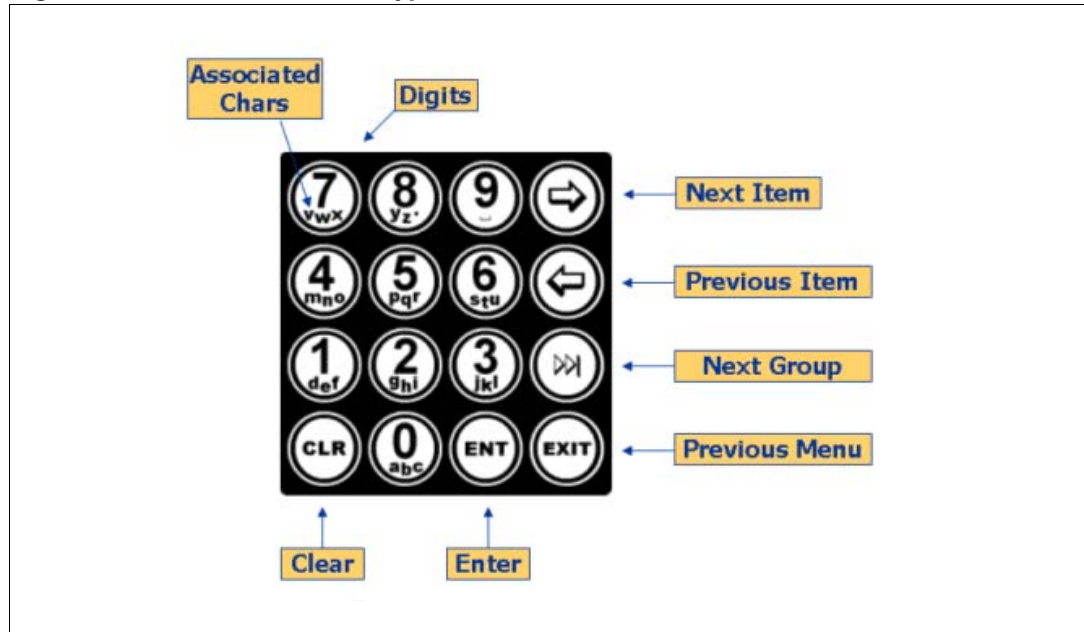 Associated
Chars
Digits
7
vwx
8
yz.
9
⎵
Next Item
4
mno
5
pqr
6
stu
Previous Item
1
def
2
ghi
3
jkl
Next Group
CLR
0
abc
ENT
EXIT
Previous Menu
Clear
Enter